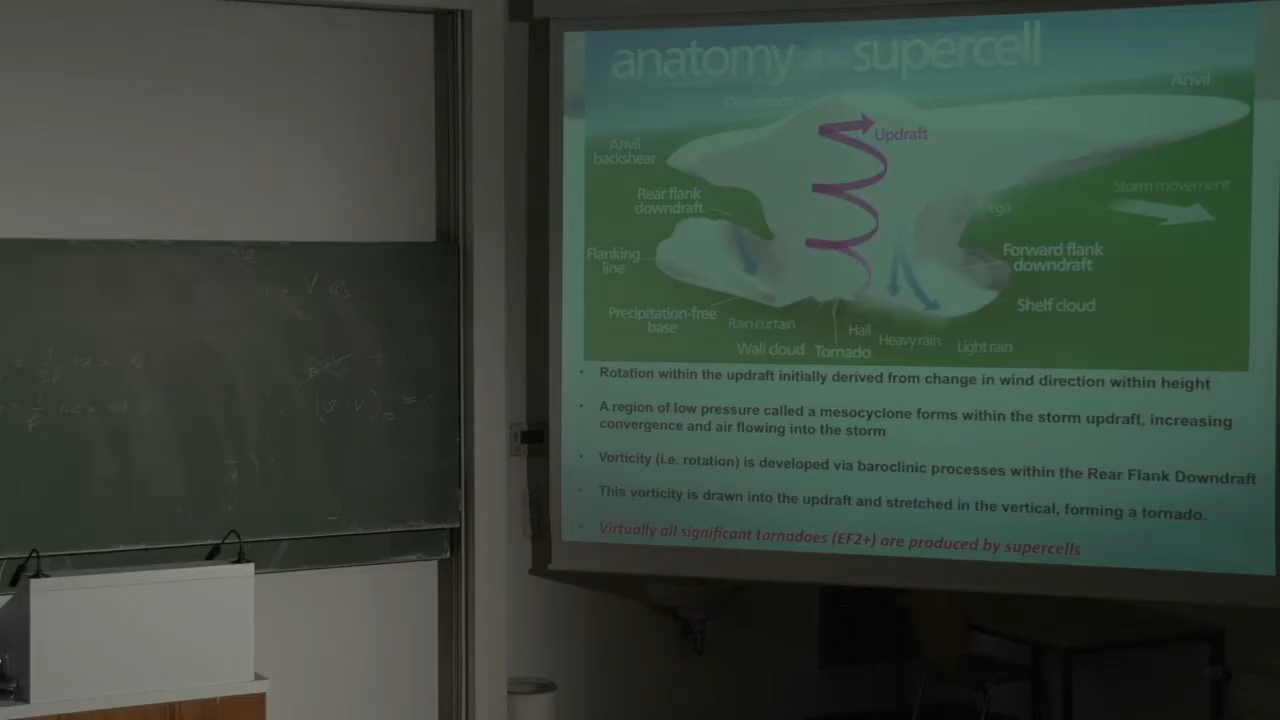 anatomy supercell
Anvil
Overshoot
Updraft
Anvil
backshear
Rear flank
downdraft
Storm movement
Flanking
line
Forward flank
downdraft
Shelf cloud
Precipitation-free
base
Rain curtain
Hail
Heavy rain
Light rain
Wall cloud
Tornado
• Rotation within the updraft initially derived from change in wind direction within height
• A region of low pressure called a mesocyclone forms within the storm updraft, increasing
convergence and air flowing into the storm
• Vorticity (i.e. rotation) is developed via baroclinic processes within the Rear Flank Downdraft
• This vorticity is drawn into the updraft and stretched in the vertical, forming a tornado.
• Virtually all significant tornadoes (EF2+) are produced by supercells